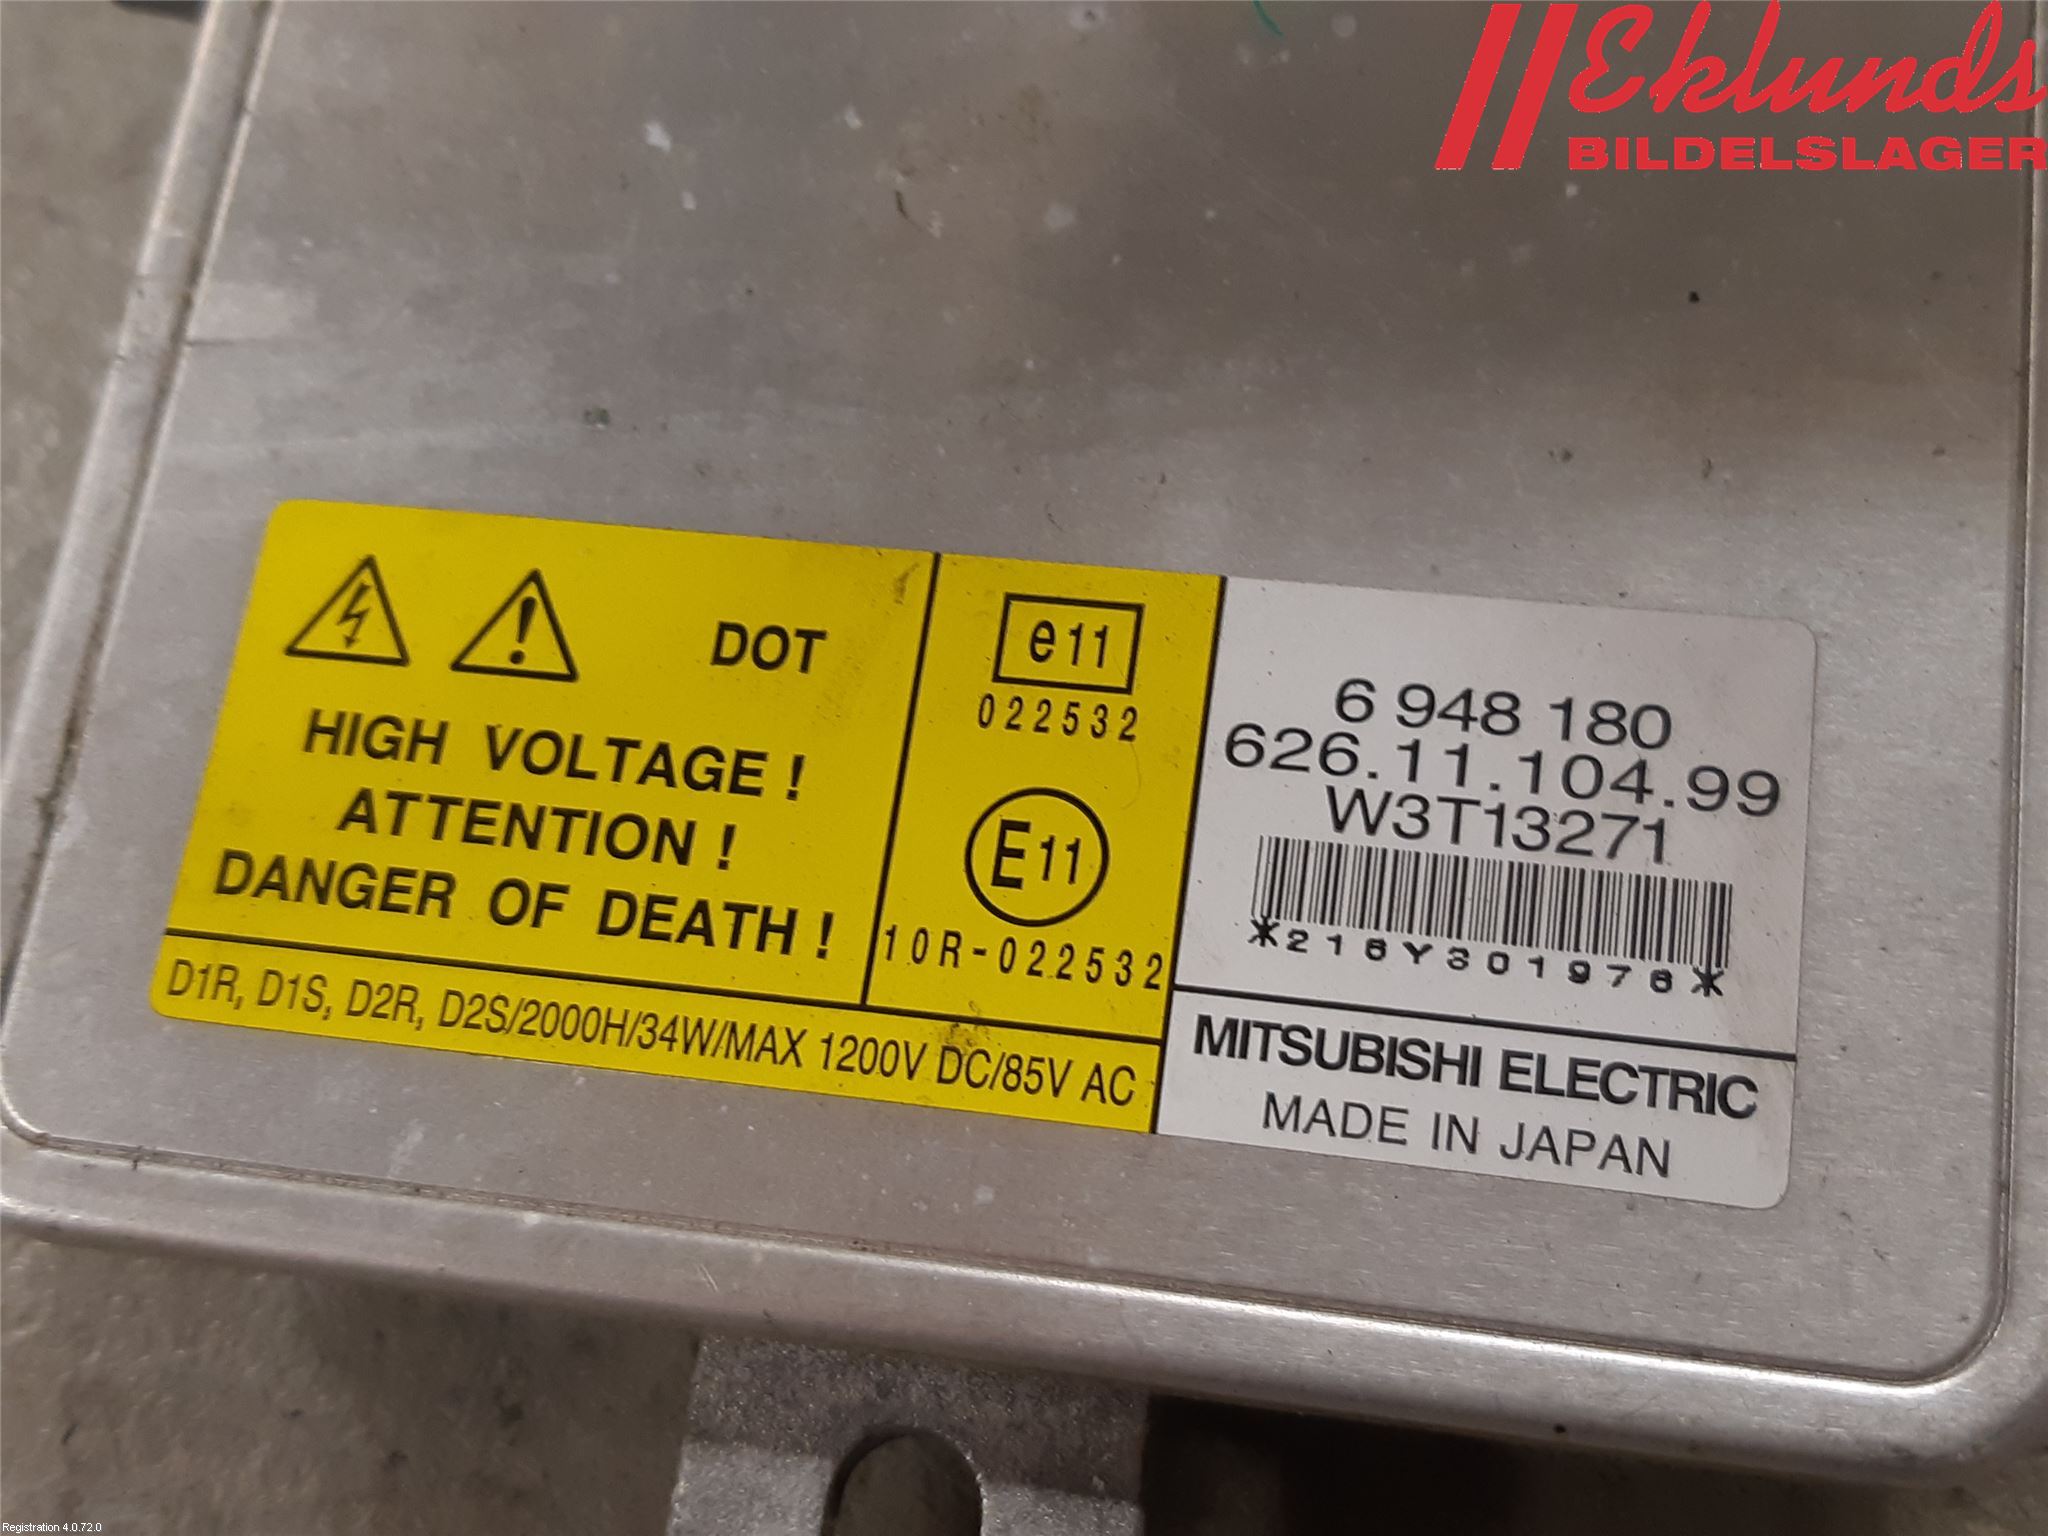 Eklunds
BILDELSLAGER
DOT
HIGH VOLTAGE !
ATTENTION !
DANGER OF DEATH !
D1R, D1S, D2R, D2S/2000H/34W/MAX 1200V DC/85V AC
e11
022532
E11
10R-022532
6 948 180
626.11.104.99
W3T13271
*216Y301976*
MITSUBISHI ELECTRIC
MADE IN JAPAN
Registration 4.0.72.0